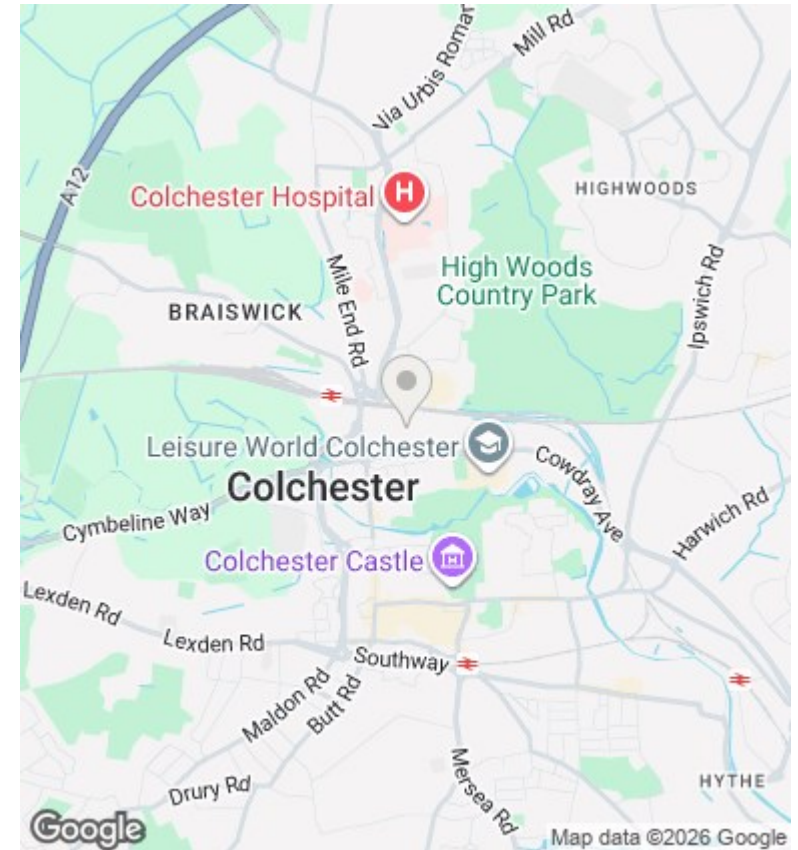 Via Urbis Romar
Mill Rd
A12
Colchester Hospital
H
HIGHWOODS
Mile End Rd
High Woods
Country Park
Ipswich Rd
BRAISWICK
Leisure World Colchester
Colchester
Cowdray Ave
Cymbeline Way
Harwich Rd
Colchester Castle
Lexden Rd
Lexden Rd
Southway
Maldon Rd
Butt Rd
Mersea Rd
Drury Rd
HYTHE
Google
Map data ©2026 Google